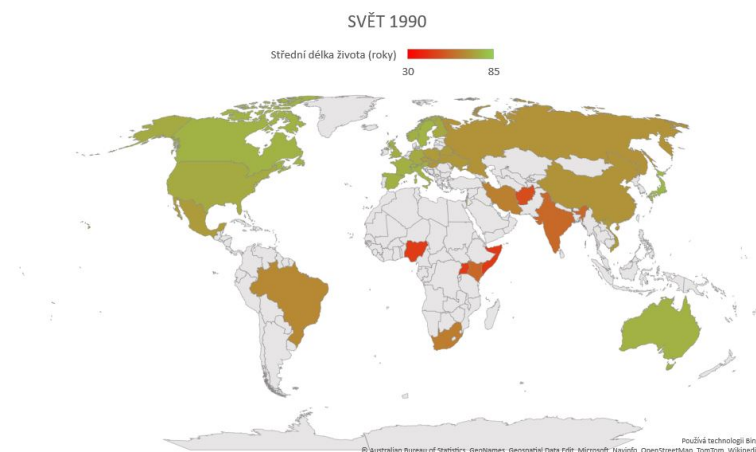 SVĚT 1990
Střední délka života (roky)
30 85
Používá technologii Bin
© Australian Bureau of Statistics, GeoNames, Geospatial Data Edit, Microsoft, Navinfo, OpenStreetMap, TomTom, Wikipedi